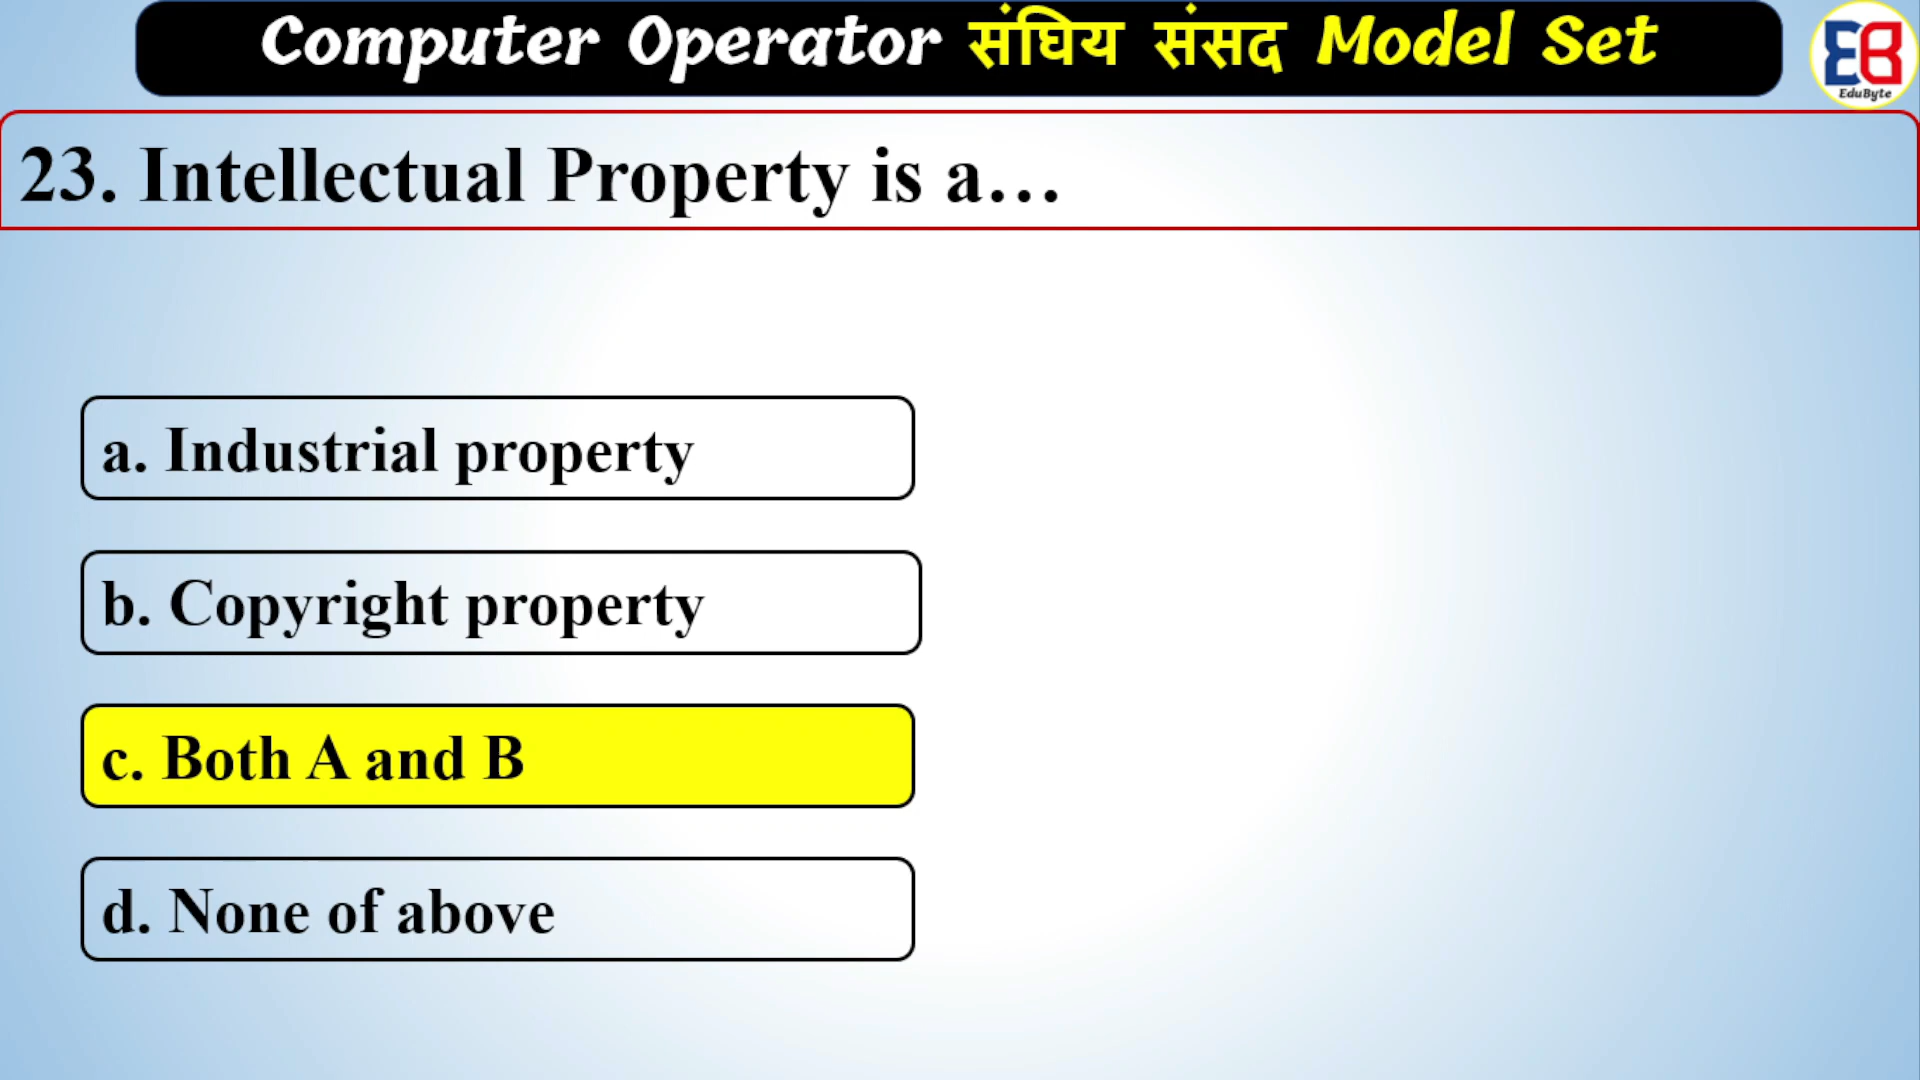 Computer Operator संघिय संसद Model Set
EduByte
23. Intellectual Property is a...
a. Industrial property
b. Copyright property
c. Both A and B
d. None of above